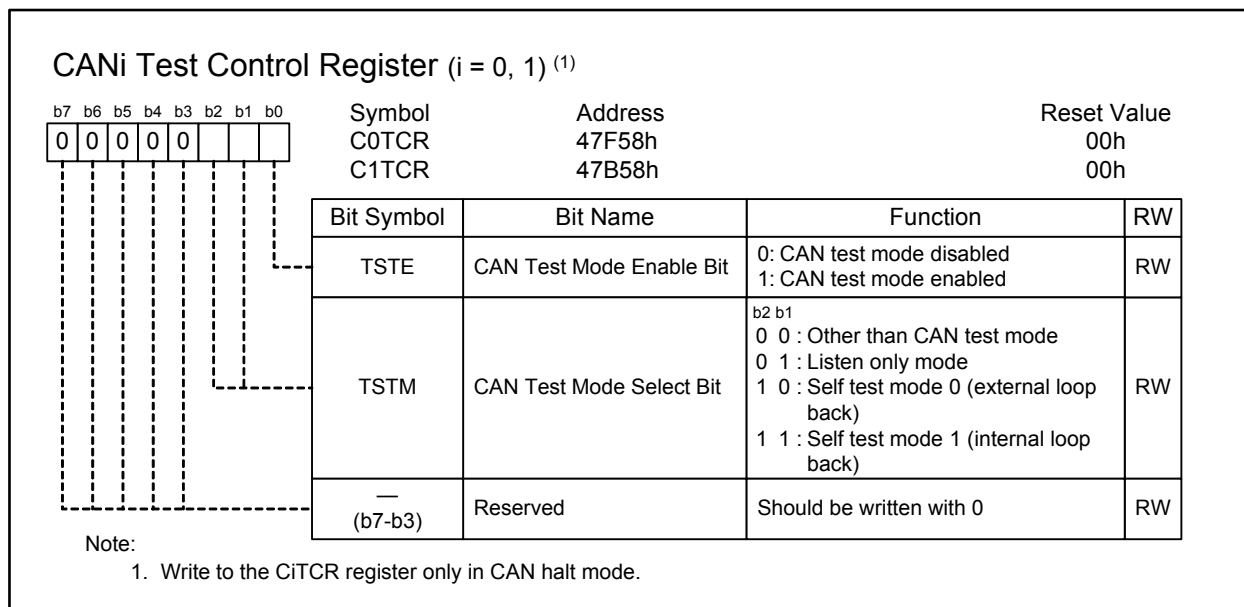 CANi Test Control Register (i = 0, 1) (1)
b7 b6 b5 b4 b3 b2 b1 b0
0 0 0 0 0
Symbol Address Reset Value
C0TCR 47F58h 00h
C1TCR 47B58h 00h
Bit Symbol Bit Name Function RW
TSTE CAN Test Mode Enable Bit 0: CAN test mode disabled
1: CAN test mode enabled RW
b2 b1
0 0 : Other than CAN test mode
0 1 : Listen only mode
TSTM CAN Test Mode Select Bit 1 0 : Self test mode 0 (external loop
back) RW
1 1 : Self test mode 1 (internal loop
back)
—
(b7-b3) Reserved Should be written with 0 RW
Note:
1. Write to the CiTCR register only in CAN halt mode.